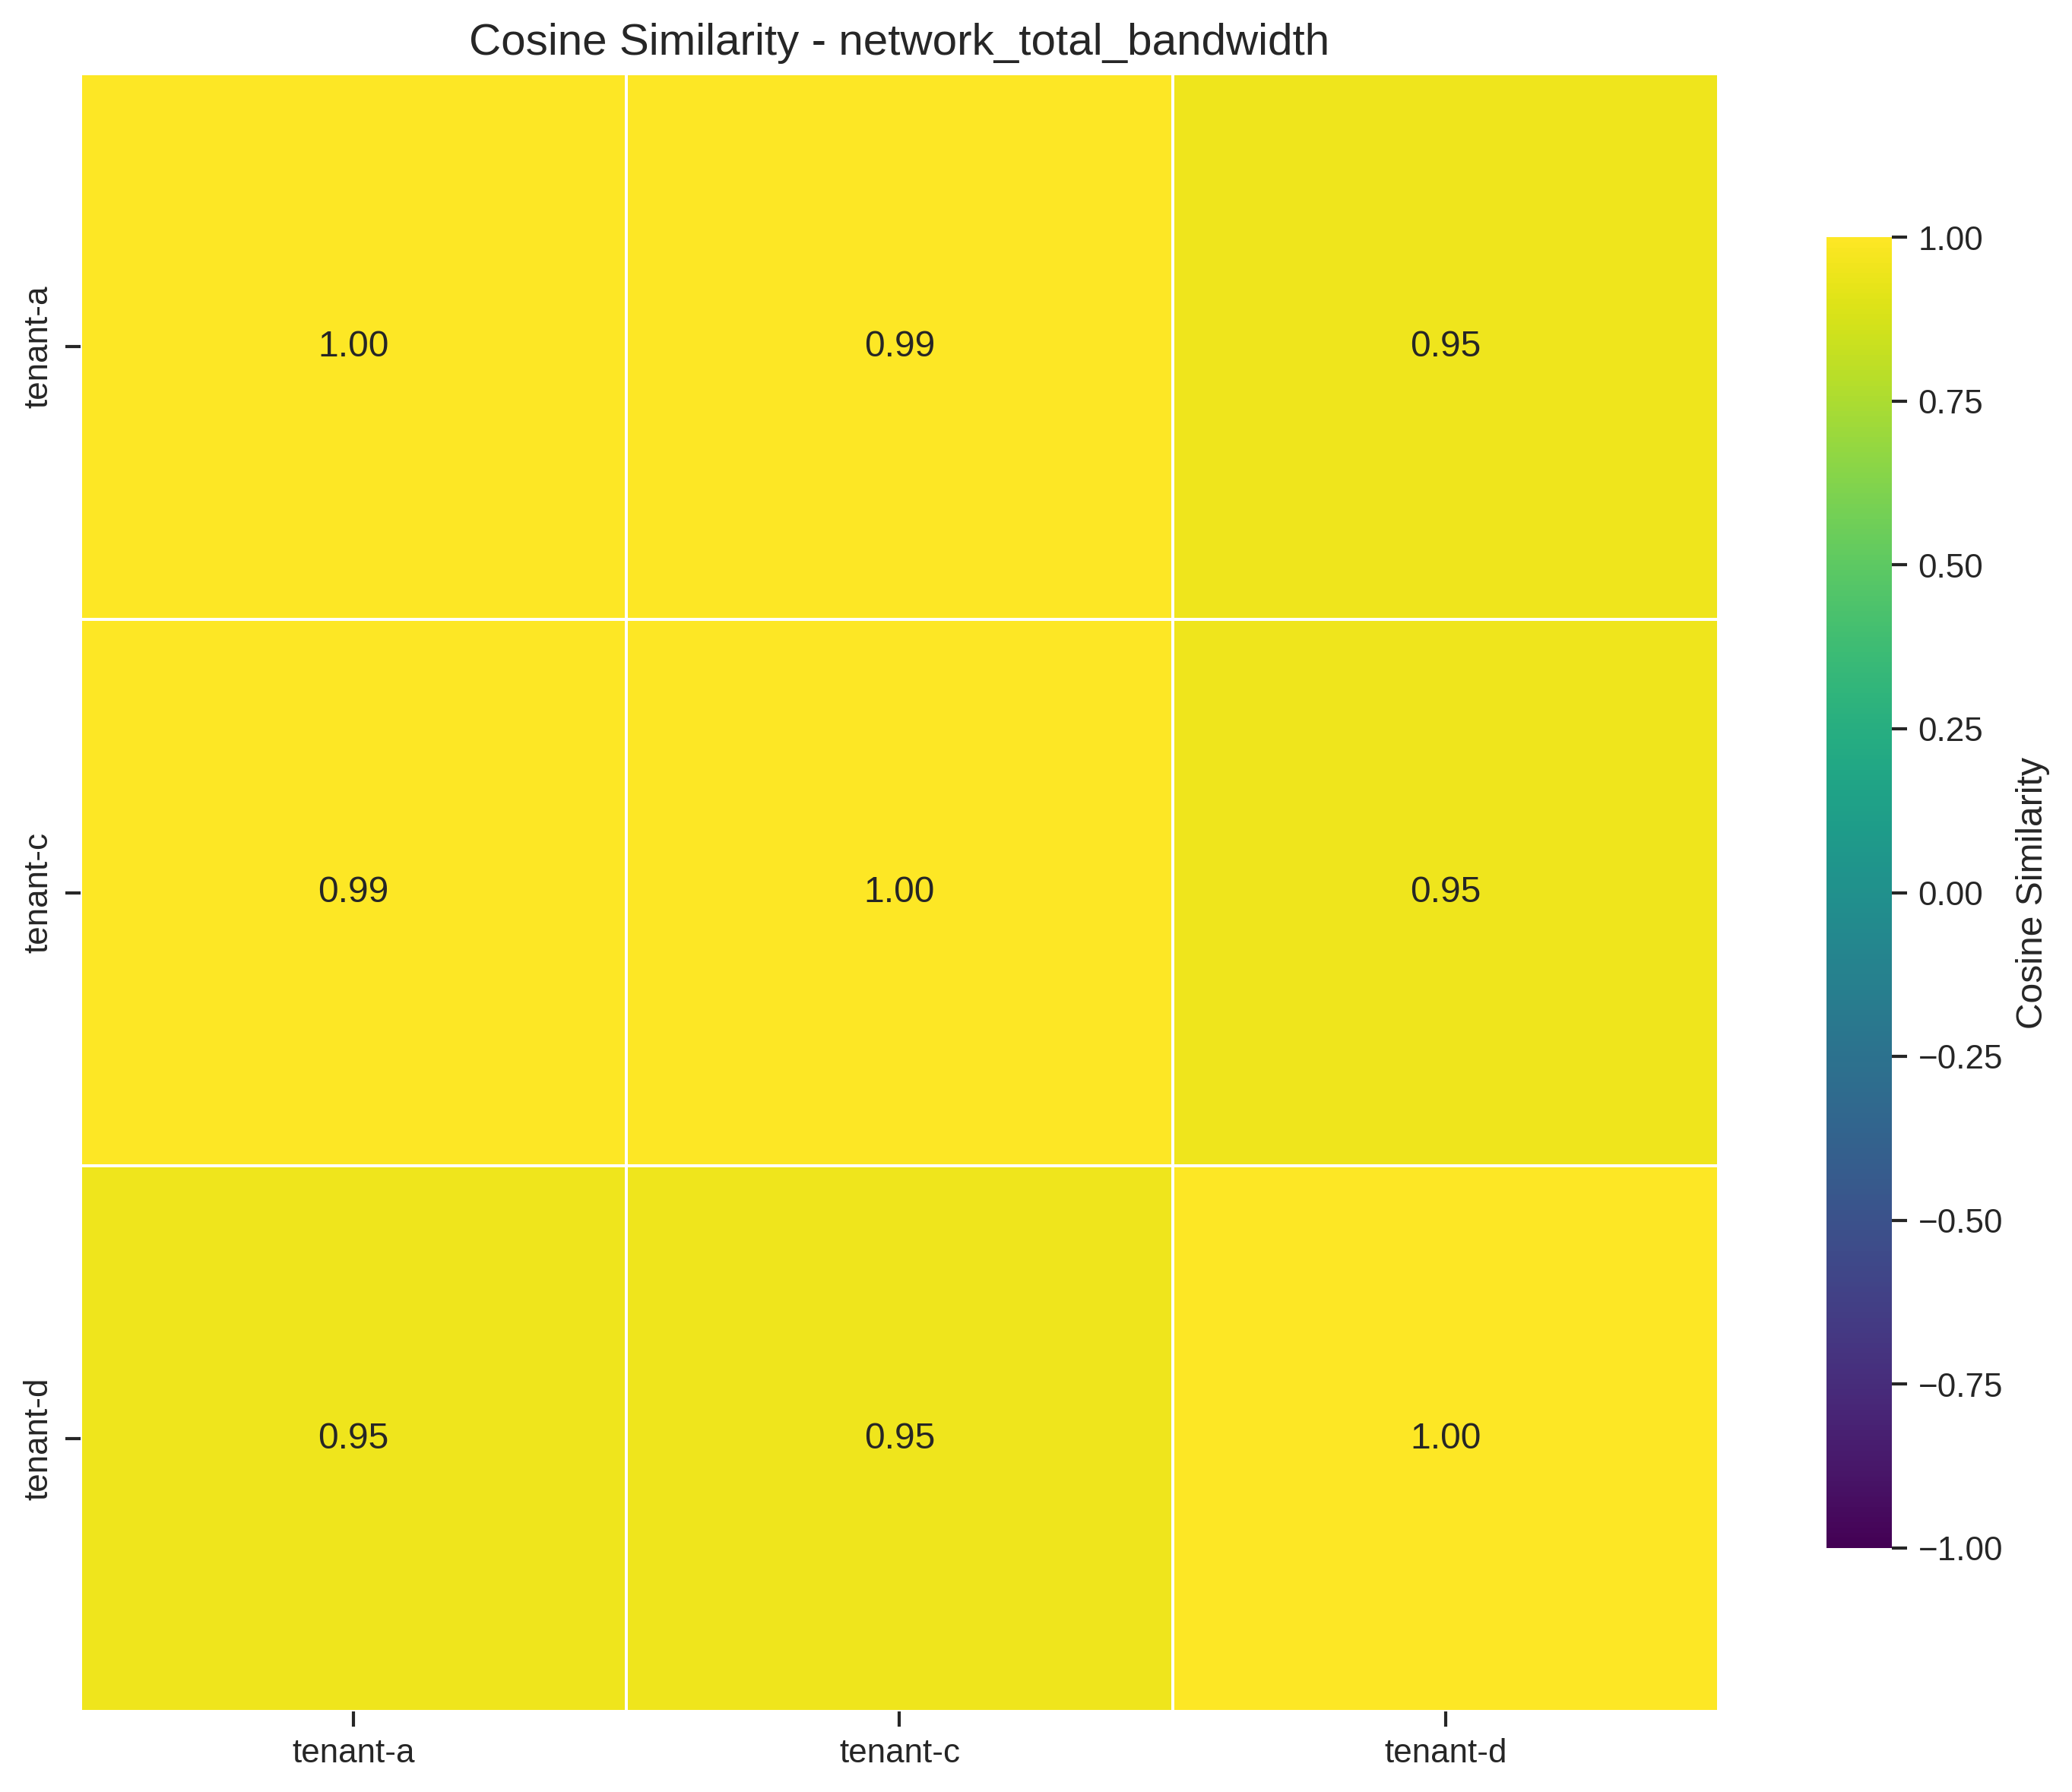 Cosine Similarity - network_total_bandwidth
tenant-a
1.00
0.99
0.95
tenant-c
0.99
1.00
0.95
tenant-d
0.95
0.95
1.00
tenant-a
tenant-c
tenant-d
1.00
0.75
0.50
0.25
0.00
−0.25
−0.50
−0.75
−1.00
Cosine Similarity